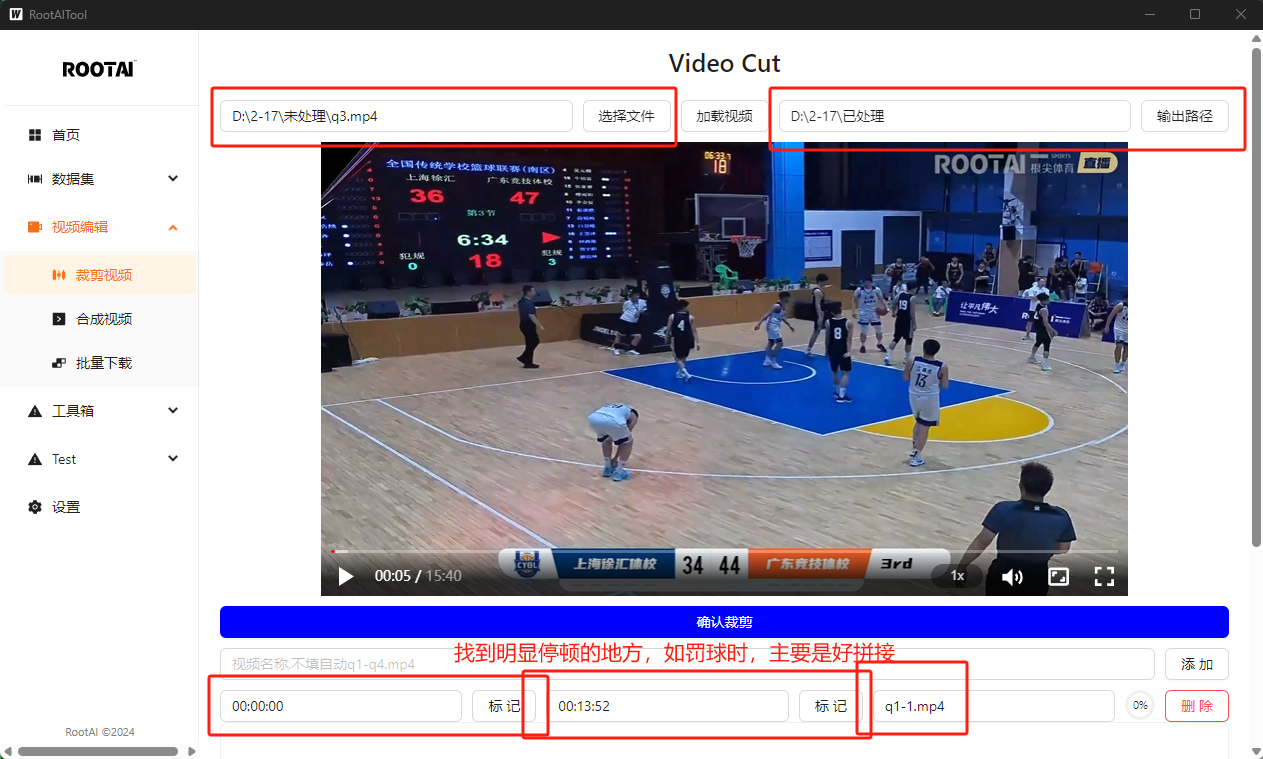 RootAITool
ROOTAI
首页
数据集
视频编辑
裁剪视频
合成视频
批量下载
工具箱
Test
设置
RootAI ©2024
Video Cut
D:\2-17\未处理\q3.mp4 选择文件 加载视频 D:\2-17\已处理 输出路径
全国传统学校篮球联赛(南区)
上海徐汇 广东竞技体校
36 47
第3节
6:34
犯规 18 犯规
0 3
06:33.7
18
ROOTAI SPORTS 根尖体育 直播
让平凡伟大
4
8
19
13
CYBL 上海徐汇体校 34 44 广东竞技体校 3rd
00:05 / 15:40 1x
确认裁剪
找到明显停顿的地方，如罚球时，主要是好拼接
视频名称,不填自动q1-q4.mp4 添 加
00:00:00 标 记 00:13:52 标 记 q1-1.mp4 0% 删 除